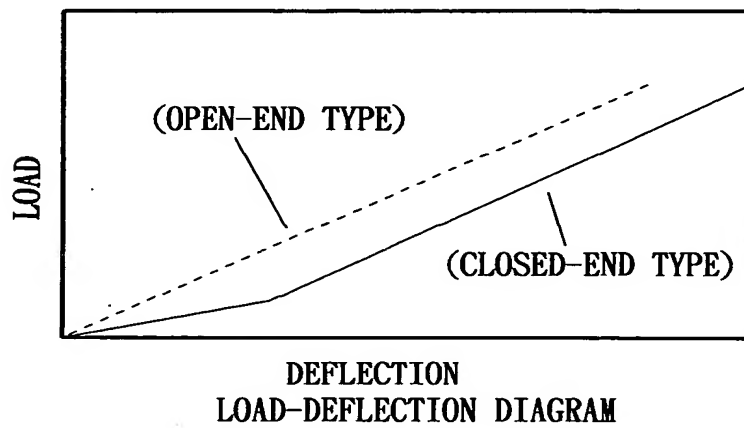 (OPEN-END TYPE)
LOAD
(CLOSED-END TYPE)
DEFLECTION
LOAD-DEFLECTION DIAGRAM